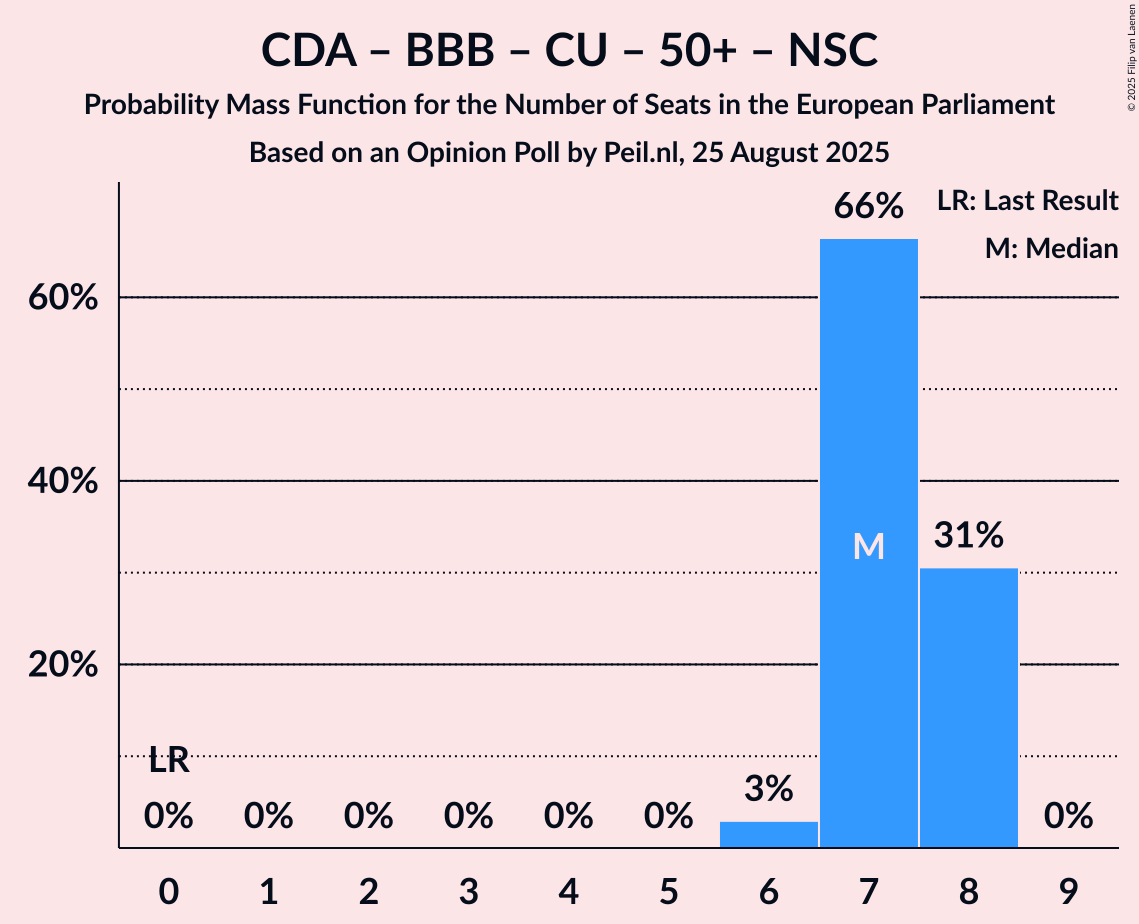 CDA – BBB – CU – 50+ – NSC
Probability Mass Function for the Number of Seats in the European Parliament
Based on an Opinion Poll by Peil.nl, 25 August 2025
© 2025 Filip van Laenen
LR: Last Result
M: Median
66%
60%
40%
31%
M
20%
LR
3%
0% 0% 0% 0% 0% 0% 0%
0 1 2 3 4 5 6 7 8 9